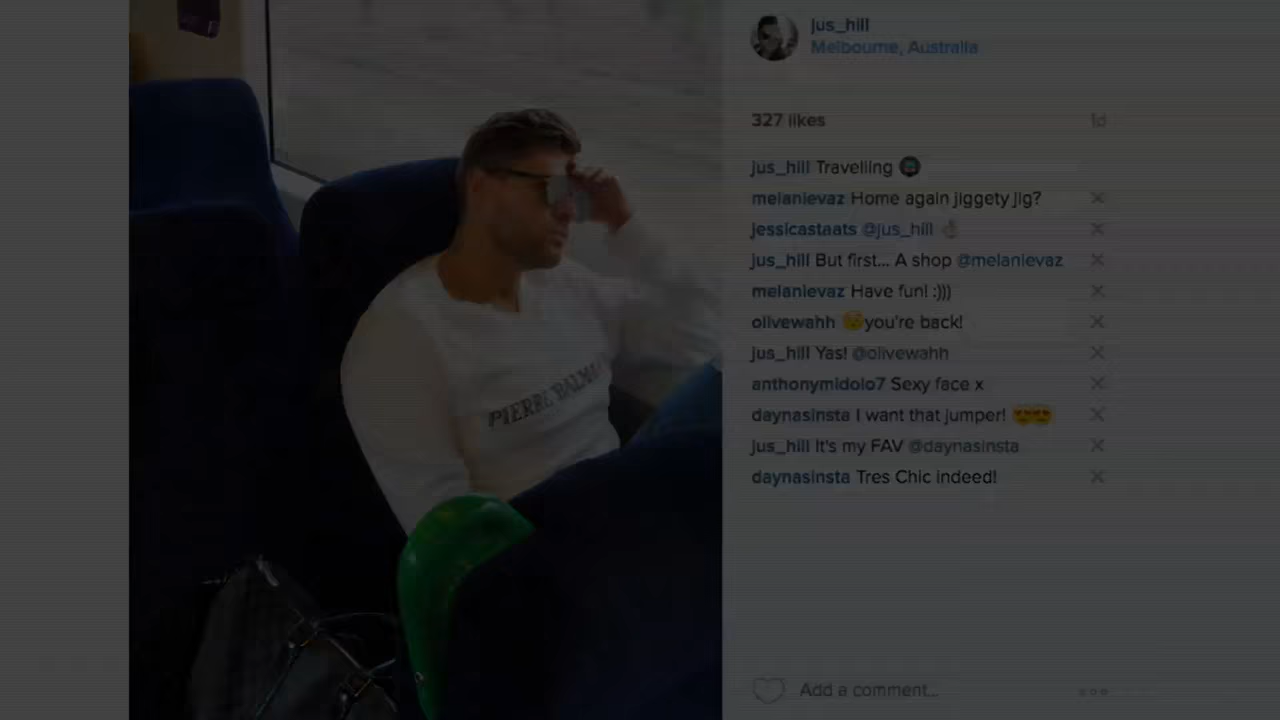 jus_hill
Melbourne, Australia
327 likes
1d
jus_hill Travelling
melanievaz Home again jiggety jig?
jessicastaats @jus_hill
jus_hill But first... A shop @melanievaz
melanievaz Have fun! :)))
olivewahh you're back!
jus_hill Yas! @olivewahh
anthonymidolo7 Sexy face x
daynasinsta I want that jumper!
jus_hill It's my FAV @daynasinsta
daynasinsta Tres Chic indeed!
PIERRE BALMAIN
Add a comment...